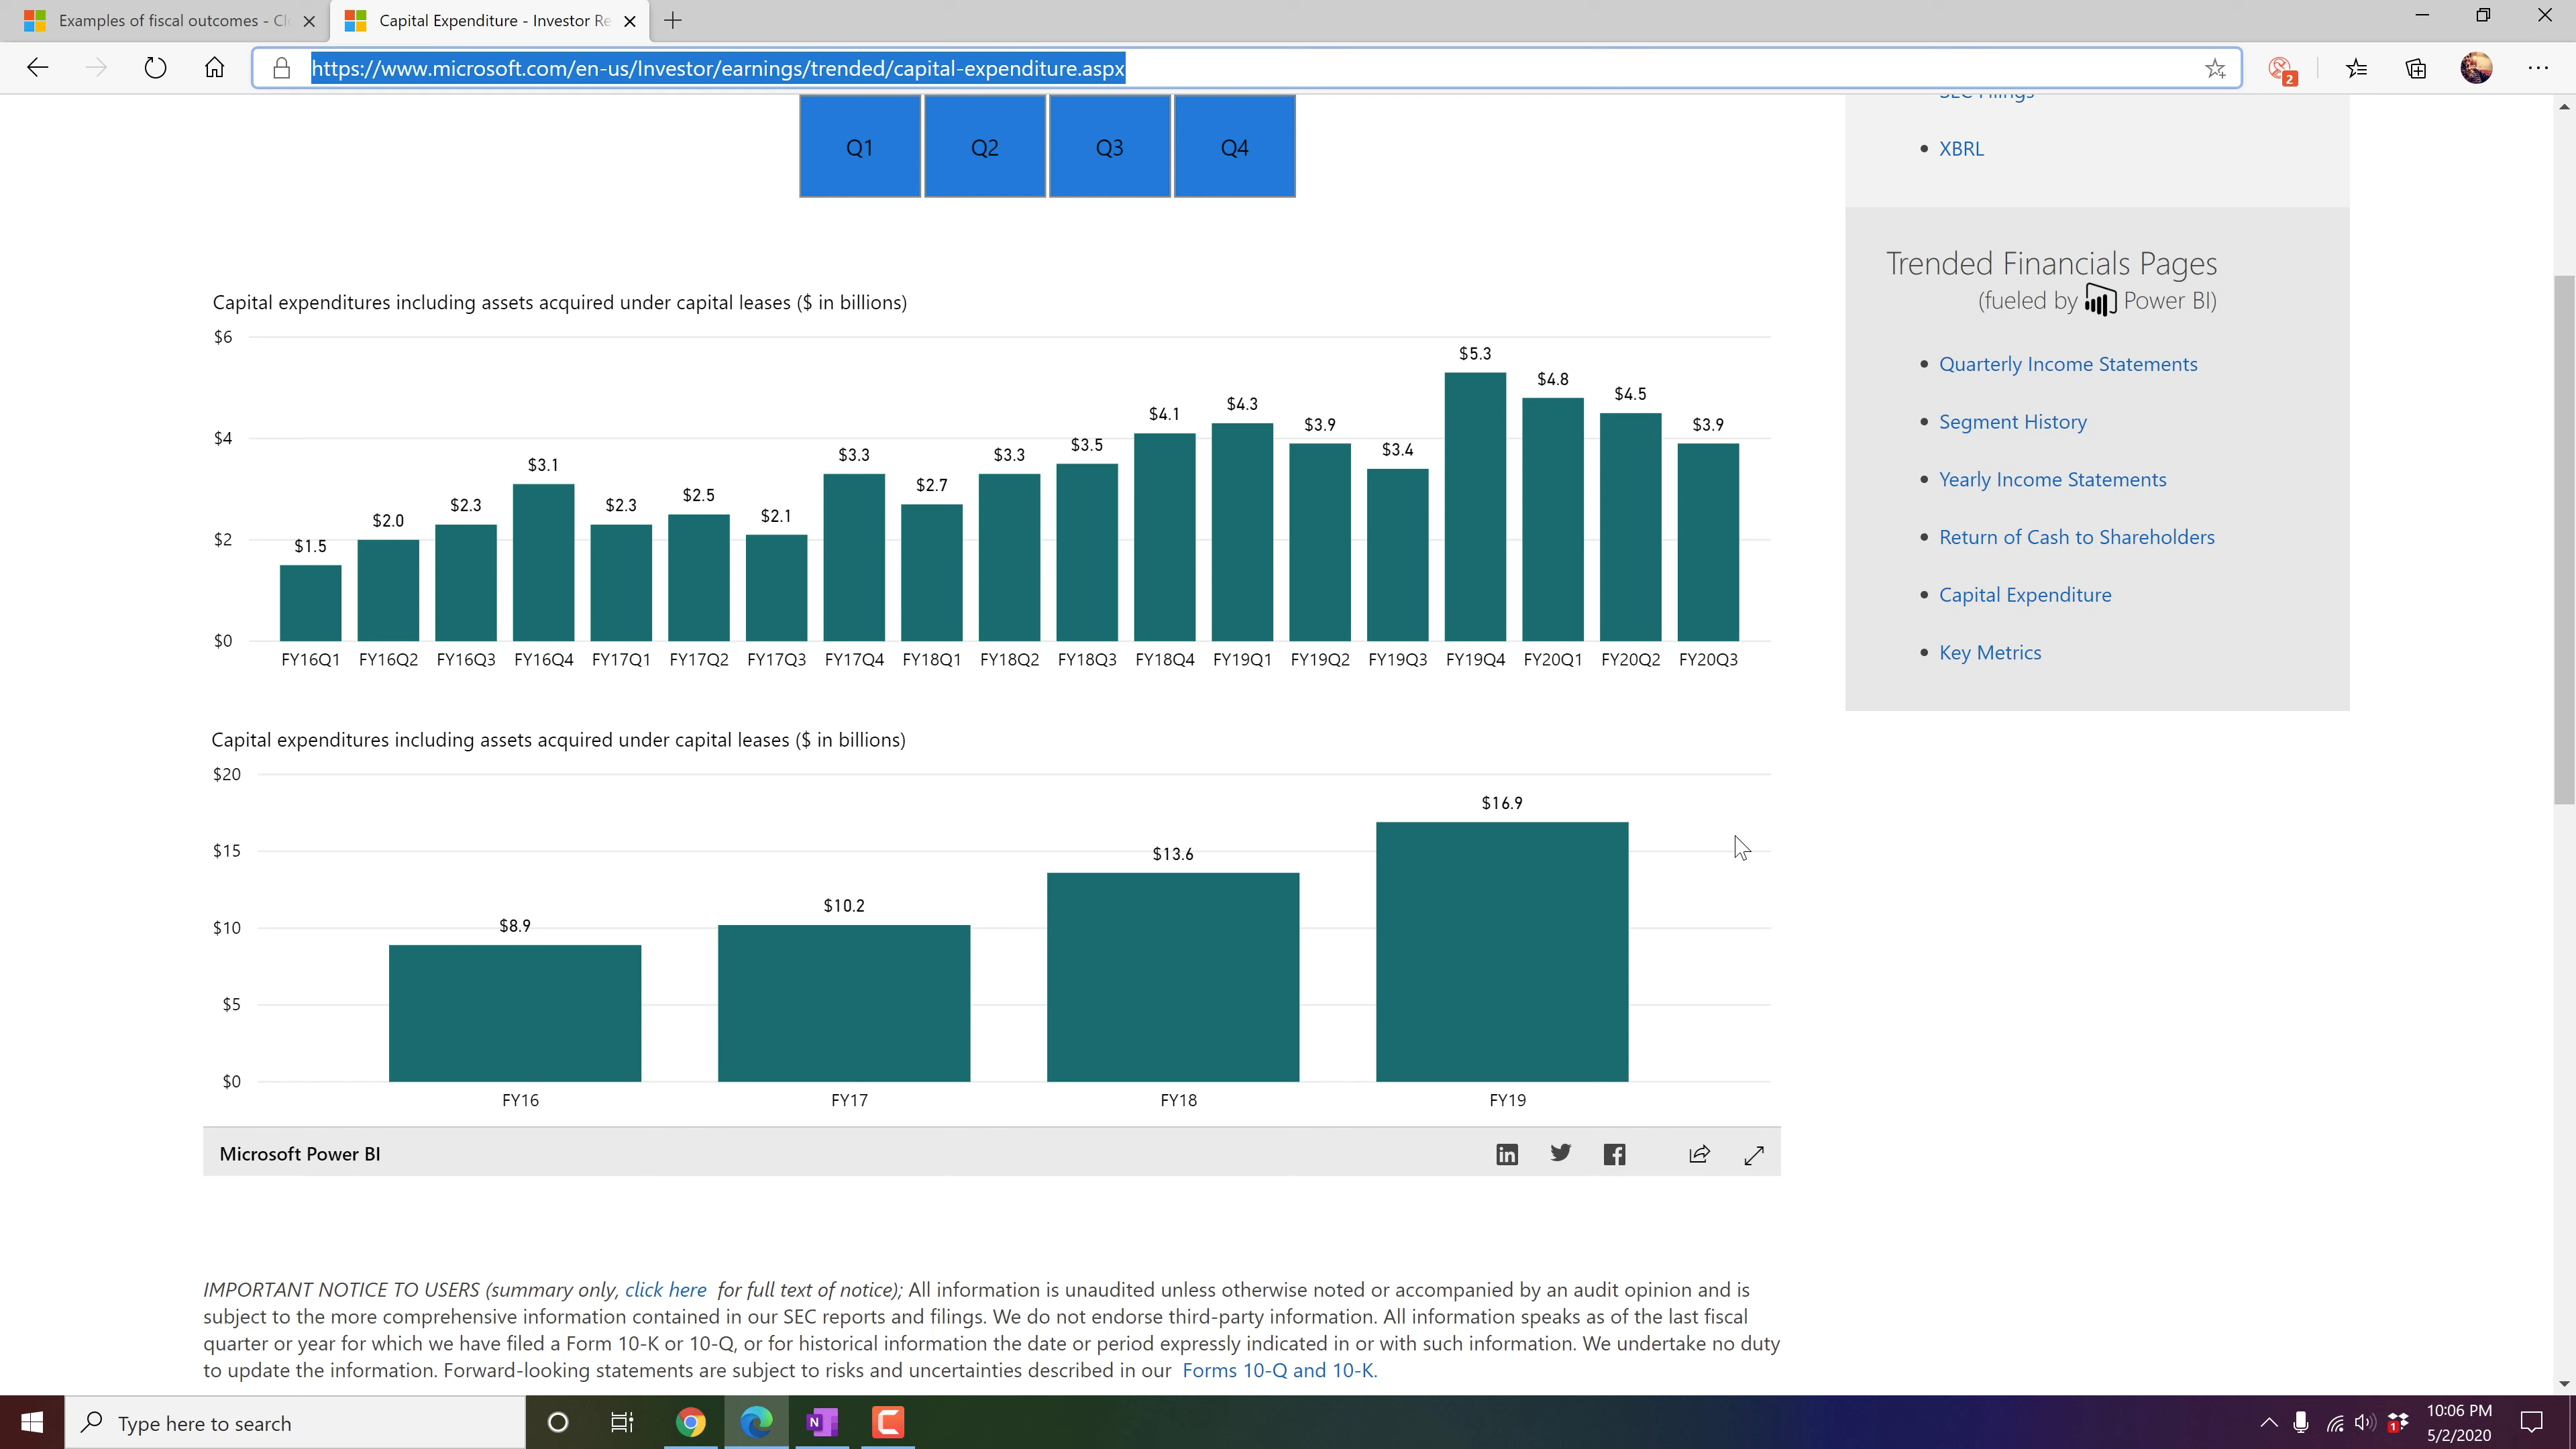 Examples of fiscal outcomes - Cl
Capital Expenditure - Investor Re
https://www.microsoft.com/en-us/Investor/earnings/trended/capital-expenditure.aspx
2
Q1 Q2 Q3 Q4
SEC Filings
XBRL
Trended Financials Pages
(fueled by Power BI)
Quarterly Income Statements
Segment History
Yearly Income Statements
Return of Cash to Shareholders
Capital Expenditure
Key Metrics
Capital expenditures including assets acquired under capital leases ($ in billions)
$6
$4
$2
$0
$1.5 $2.0 $2.3 $3.1 $2.3 $2.5 $2.1 $3.3 $2.7 $3.3 $3.5 $4.1 $4.3 $3.9 $3.4 $5.3 $4.8 $4.5 $3.9
FY16Q1 FY16Q2 FY16Q3 FY16Q4 FY17Q1 FY17Q2 FY17Q3 FY17Q4 FY18Q1 FY18Q2 FY18Q3 FY18Q4 FY19Q1 FY19Q2 FY19Q3 FY19Q4 FY20Q1 FY20Q2 FY20Q3
Capital expenditures including assets acquired under capital leases ($ in billions)
$20
$15
$10
$5
$0
$8.9 $10.2 $13.6 $16.9
FY16 FY17 FY18 FY19
Microsoft Power BI
in
IMPORTANT NOTICE TO USERS (summary only, click here for full text of notice); All information is unaudited unless otherwise noted or accompanied by an audit opinion and is
subject to the more comprehensive information contained in our SEC reports and filings. We do not endorse third-party information. All information speaks as of the last fiscal
quarter or year for which we have filed a Form 10-K or 10-Q, or for historical information the date or period expressly indicated in or with such information. We undertake no duty
to update the information. Forward-looking statements are subject to risks and uncertainties described in our Forms 10-Q and 10-K.
Type here to search
N
1
10:06 PM
5/2/2020